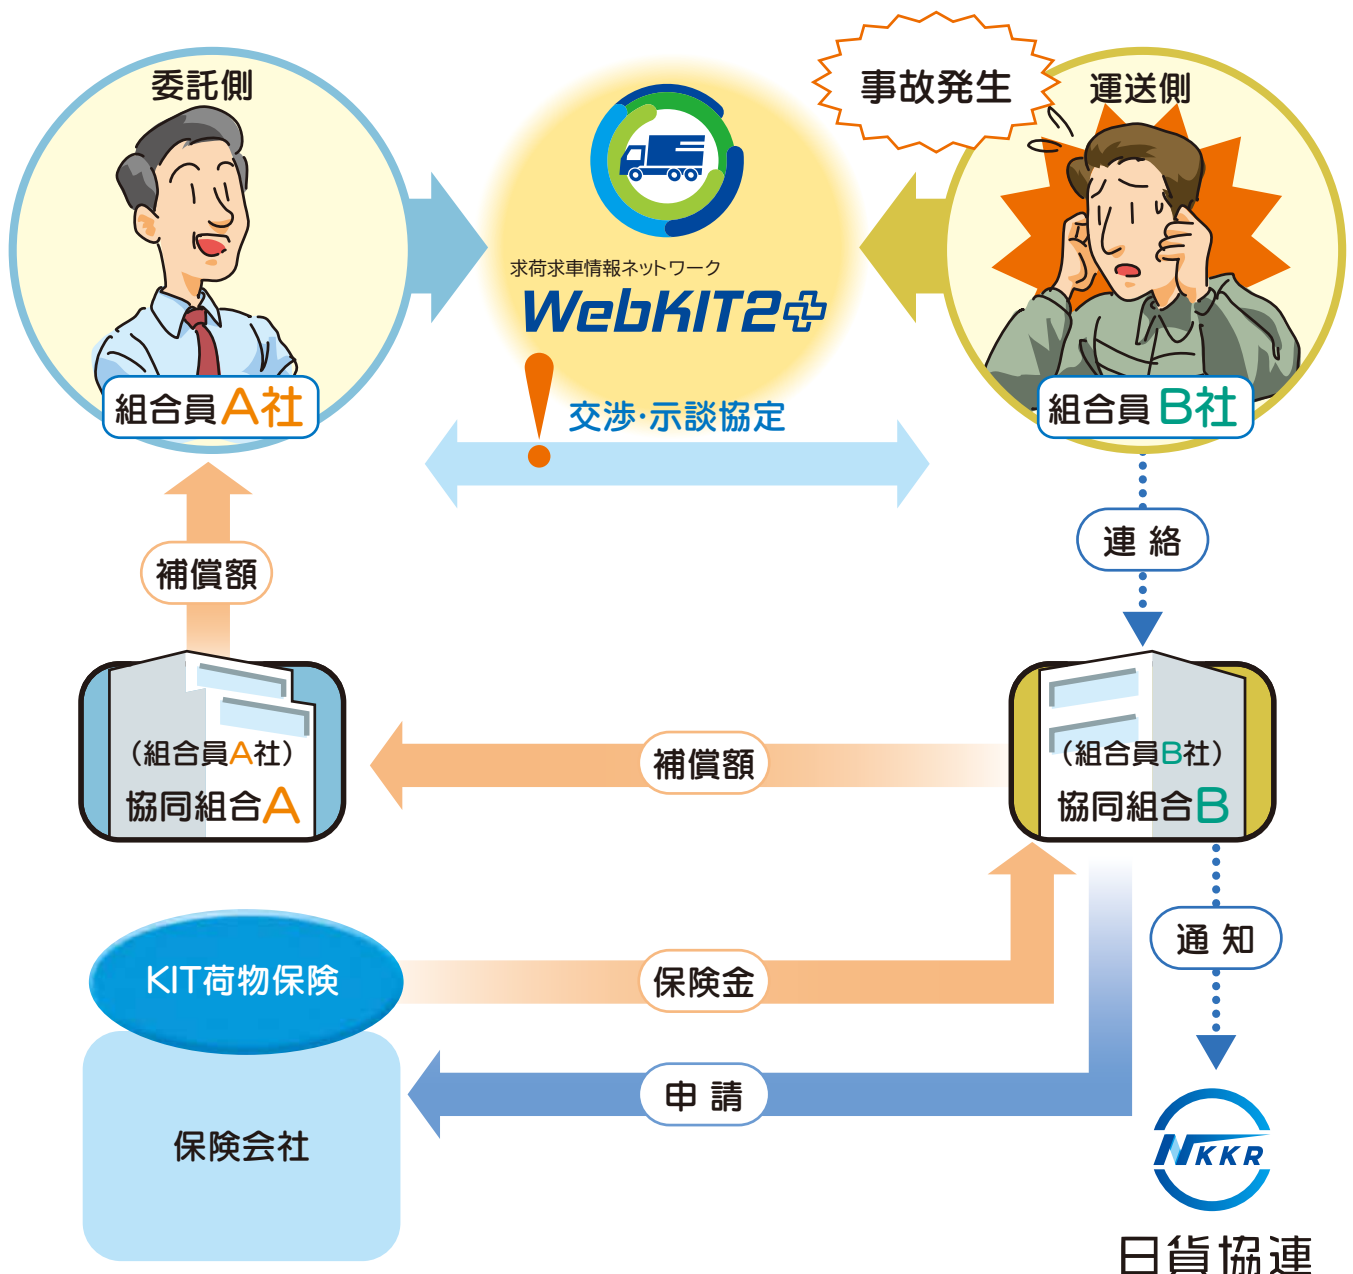 委託側
事故発生
運送側
求荷求車情報ネットワーク
WebKIT2+
組合員A社
交渉・示談協定
組合員B社
連絡
補償額
(組合員A社)
協同組合A
補償額
(組合員B社)
協同組合B
通知
KIT荷物保険
保険金
申請
保険会社
NKKR
日貨協連